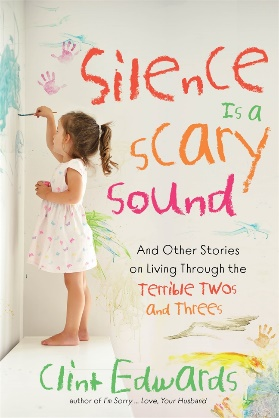 Silence
Is a
scary
sound
And Other Stories
on Living Through the
Terrible Twos
and Threes
Clint Edwards
author of I'm Sorry... Love, Your Husband